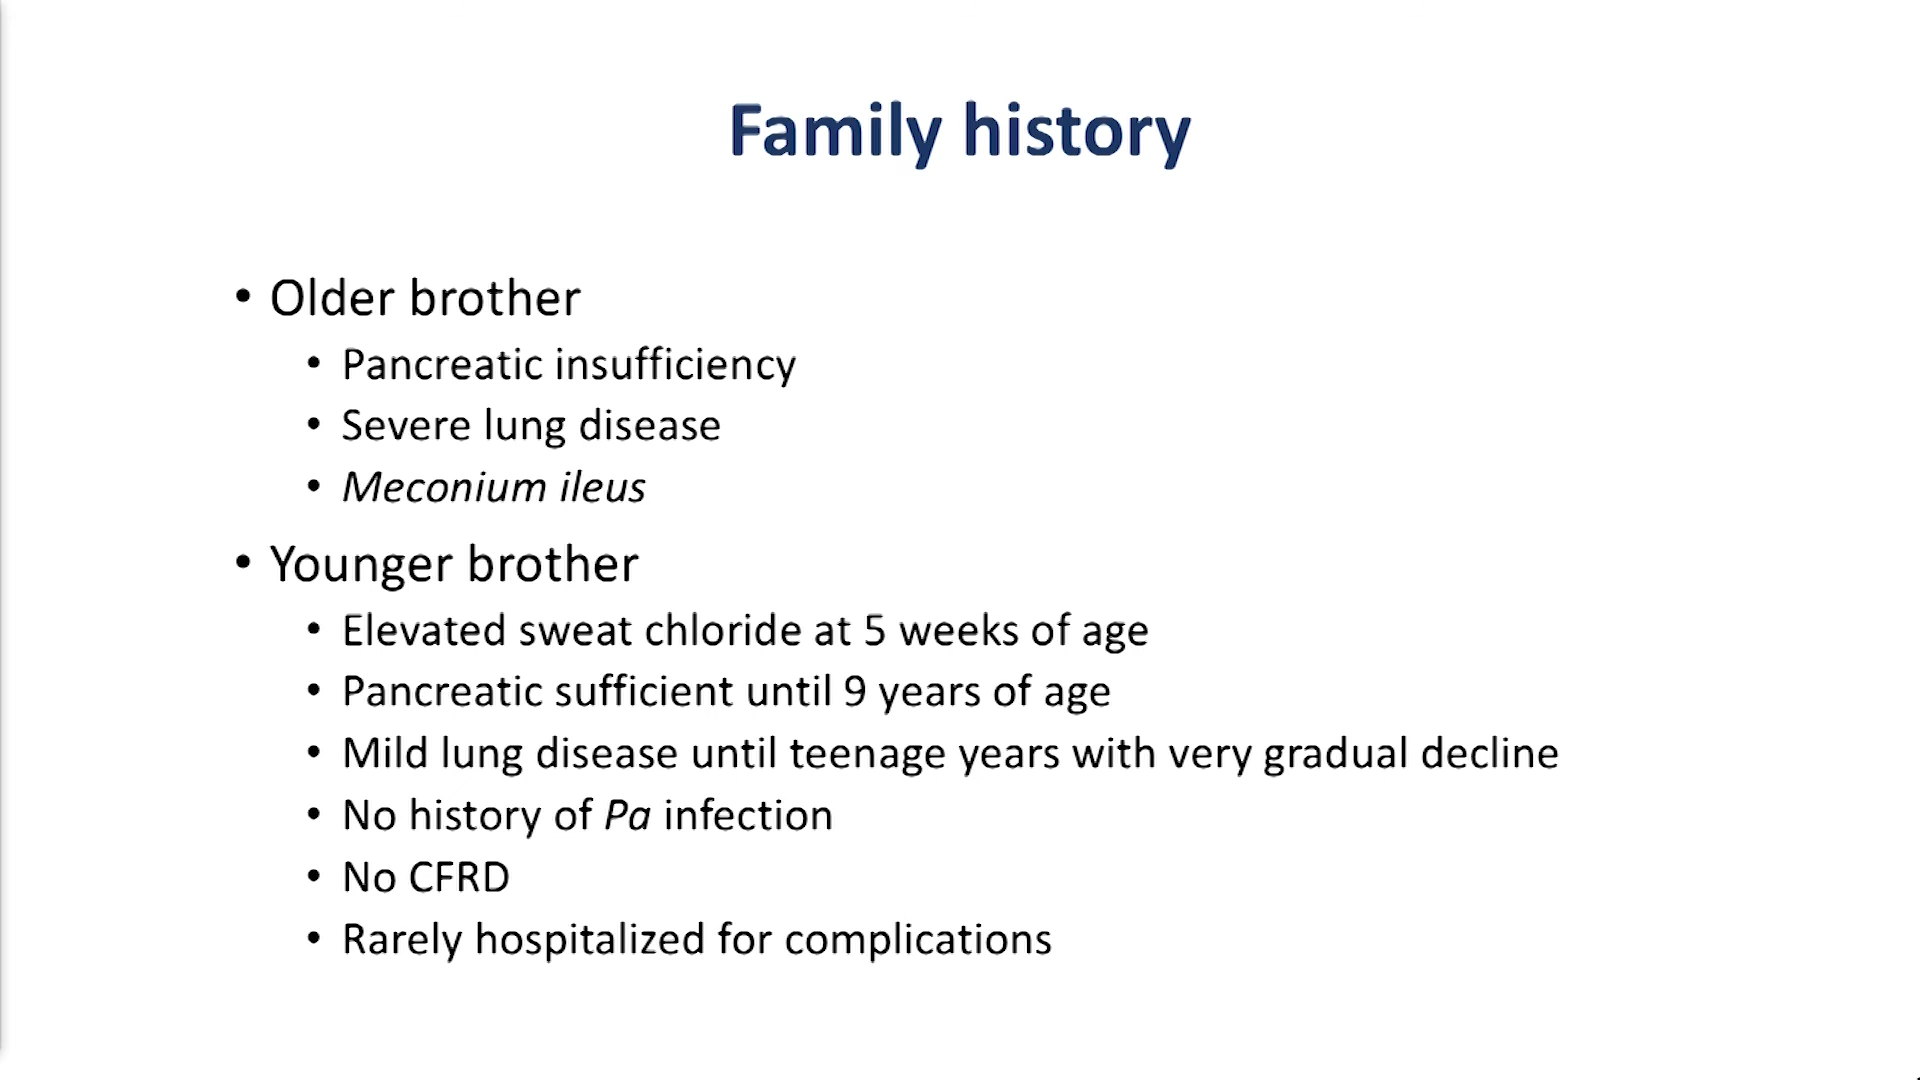 Family history
• Older brother
• Pancreatic insufficiency
• Severe lung disease
• Meconium ileus
• Younger brother
• Elevated sweat chloride at 5 weeks of age
• Pancreatic sufficient until 9 years of age
• Mild lung disease until teenage years with very gradual decline
• No history of Pa infection
• No CFRD
• Rarely hospitalized for complications